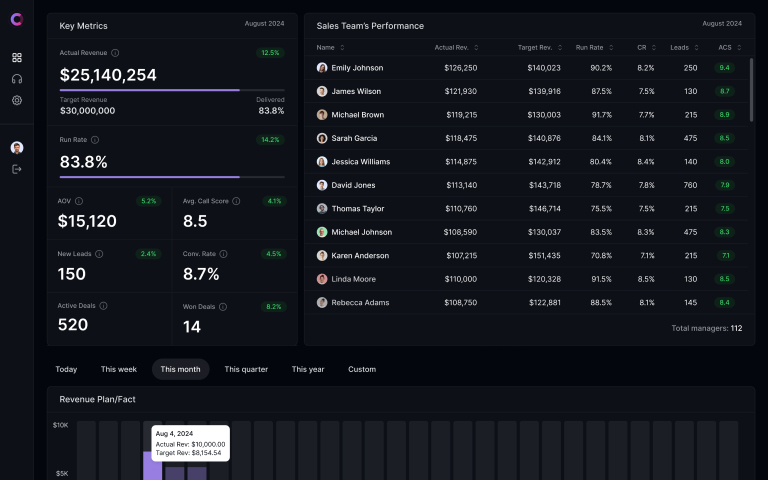 Key Metrics
August 2024
Actual Revenue
12.5%
$25,140,254
Target Revenue
Delivered
$30,000,000
83.8%
Run Rate
14.2%
83.8%
AOV
5.2%
$15,120
Avg. Call Score
4.1%
8.5
New Leads
2.4%
150
Conv. Rate
4.5%
8.7%
Active Deals
520
Won Deals
8.2%
14
Sales Team's Performance
August 2024
Name Actual Rev. Target Rev. Run Rate CR Leads ACS
Emily Johnson $126,250 $140,023 90.2% 8.2% 250 9.4
James Wilson $121,930 $139,916 87.5% 7.5% 130 8.7
Michael Brown $119,215 $130,003 91.7% 7.7% 215 8.9
Sarah Garcia $118,475 $140,876 84.1% 8.1% 475 8.5
Jessica Williams $114,875 $142,912 80.4% 8.4% 140 8.0
David Jones $113,140 $143,718 78.7% 7.8% 760 7.9
Thomas Taylor $110,760 $146,714 75.5% 7.5% 215 7.5
Michael Johnson $108,590 $130,037 83.5% 8.3% 475 8.3
Karen Anderson $107,215 $151,435 70.8% 7.1% 215 7.1
Linda Moore $110,000 $120,328 91.5% 8.5% 130 8.5
Rebecca Adams $108,750 $122,881 88.5% 8.1% 145 8.4
Total managers: 112
Today This week This month This quarter This year Custom
Revenue Plan/Fact
$10K
Aug 4, 2024
Actual Rev: $10,000.00
Target Rev: $8,154.54
$5K